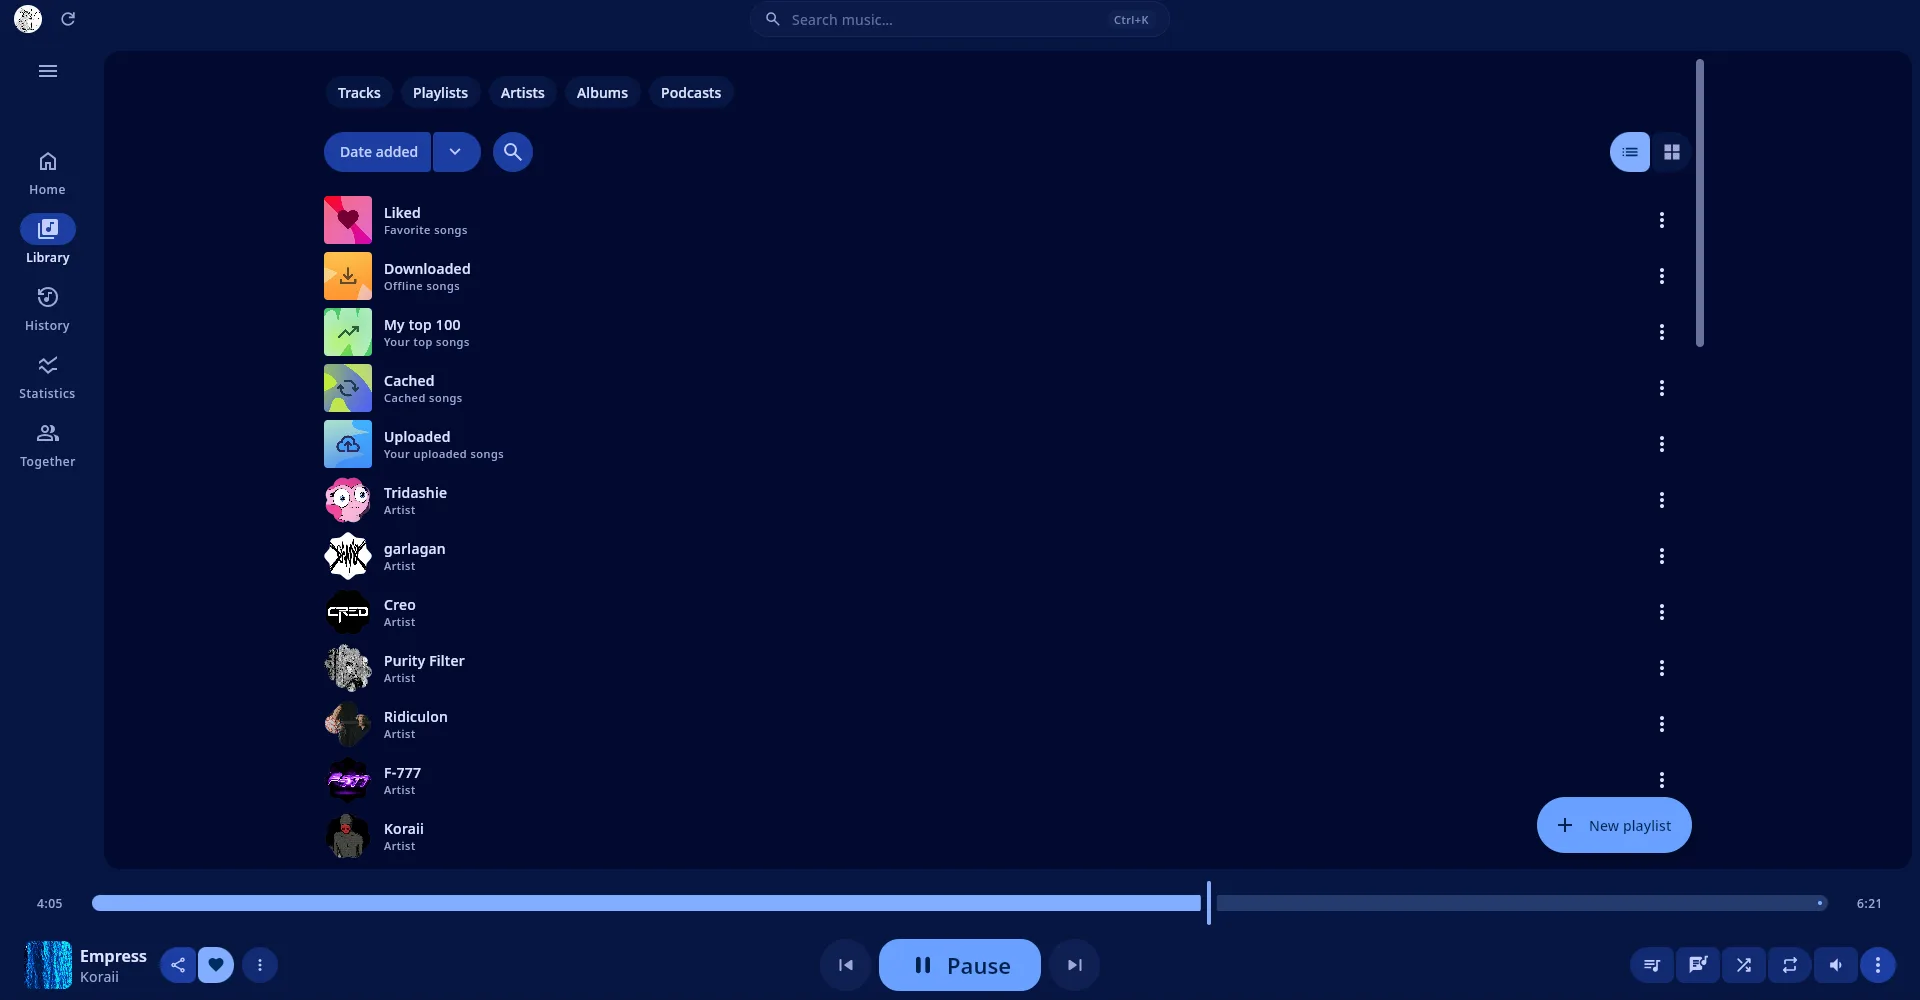 Search music...
Ctrl+K
Tracks
Playlists
Artists
Albums
Podcasts
Date added
Home
Library
History
Statistics
Together
Liked
Favorite songs
Downloaded
Offline songs
My top 100
Your top songs
Cached
Cached songs
Uploaded
Your uploaded songs
Tridashie
Artist
garlagan
Artist
CREO
Creo
Artist
Purity Filter
Artist
Ridiculon
Artist
F-777
F-777
Artist
Koraii
Artist
New playlist
4:05
6:21
Empress
Koraii
Pause